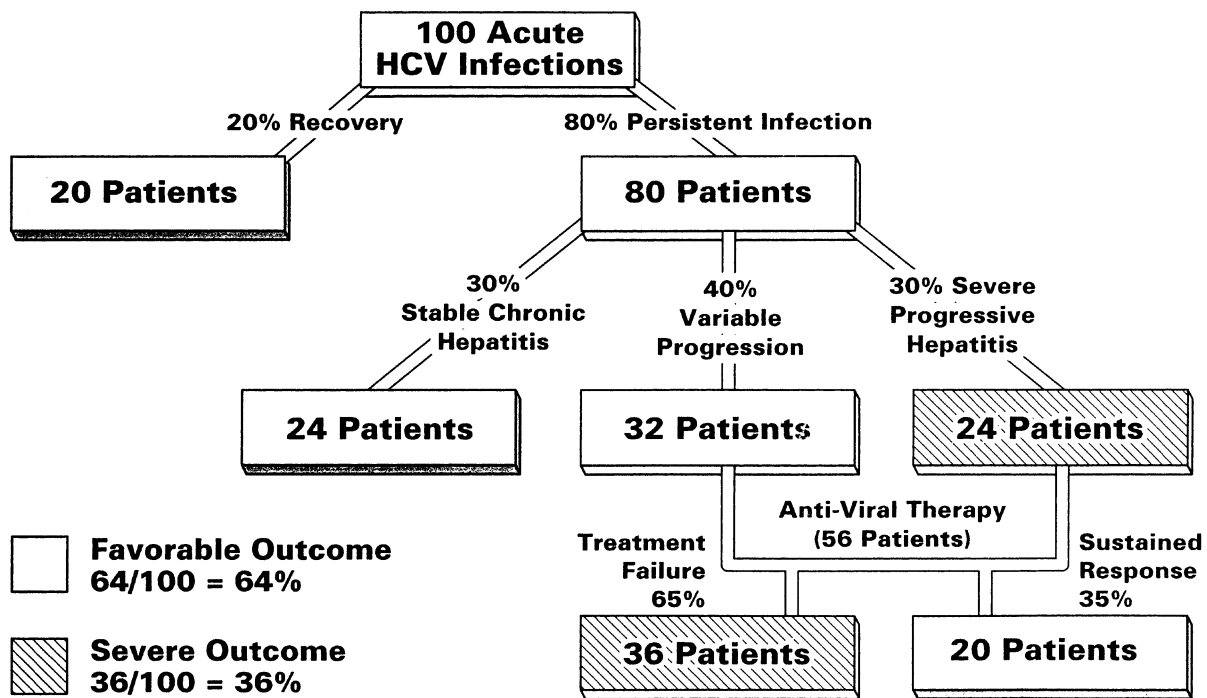 100 Acute
HCV Infections
20% Recovery
80% Persistent Infection
20 Patients
80 Patients
30%
Stable Chronic
Hepatitis
40%
Variable
Progression
30% Severe
Progressive
Hepatitis
24 Patients
32 Patients
24 Patients
Anti-Viral Therapy
(56 Patients)
Treatment
Failure
65%
Sustained
Response
35%
36 Patients
20 Patients
Favorable Outcome
64/100 = 64%
Severe Outcome
36/100 = 36%